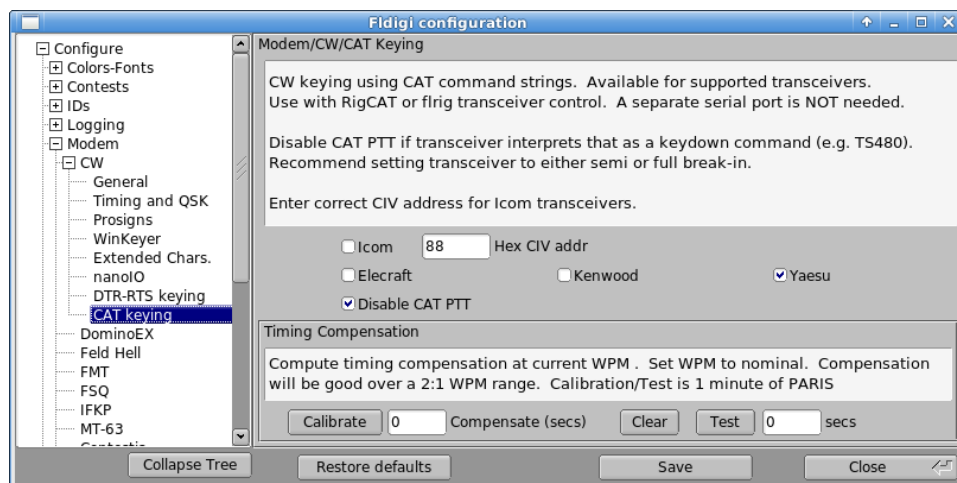 Fldigi configuration
Configure
Colors-Fonts
Contests
IDs
Logging
Modem
CW
General
Timing and QSK
Prosigns
WinKeyer
Extended Chars.
nanoIO
DTR-RTS keying
CAT keying
DominoEX
Feld Hell
FMT
FSQ
IFKP
MT-63
Collapse Tree
Modem/CW/CAT Keying
CW keying using CAT command strings.  Available for supported transceivers.
Use with RigCAT or flrig transceiver control.  A separate serial port is NOT needed.
Disable CAT PTT if transceiver interprets that as a keydown command (e.g. TS480).
Recommend setting transceiver to either semi or full break-in.
Enter correct CIV address for Icom transceivers.
Icom 88 Hex CIV addr
Elecraft Kenwood Yaesu
Disable CAT PTT
Timing Compensation
Compute timing compensation at current WPM .  Set WPM to nominal.  Compensation
will be good over a 2:1 WPM range.  Calibration/Test is 1 minute of PARIS
Calibrate 0 Compensate (secs) Clear Test 0 secs
Restore defaults Save Close